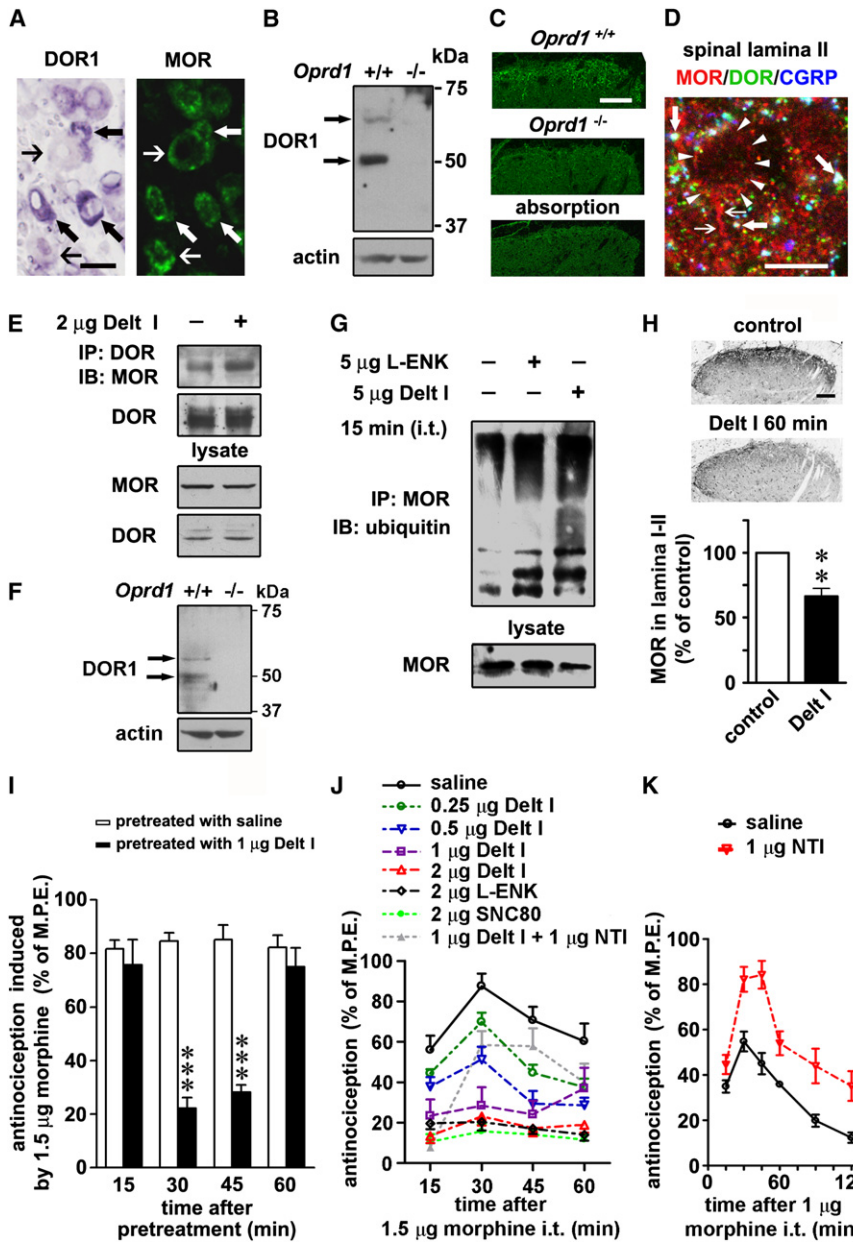 A
DOR1 MOR
B
Oprd1 +/+ -/- kDa
75
DOR1
50
37
actin
C
Oprd1 +/+
Oprd1 -/-
absorption
D
spinal lamina II
MOR/DOR/CGRP
E
2 μg Delt I − +
IP: DOR
IB: MOR
DOR
lysate
MOR
DOR
F
Oprd1 +/+ -/- kDa
75
DOR1
50
37
actin
G
5 μg L-ENK − + −
5 μg Delt I − − +
15 min (i.t.)
IP: MOR
IB: ubiquitin
lysate
MOR
H
control
Delt I 60 min
MOR in lamina I-II
(% of control)
100
75
50
25
0
**
control Delt I
I
pretreated with saline
pretreated with 1 μg Delt I
antinociception induced
by 1.5 μg morphine (% of M.P.E.)
100
80
60
40
20
0
*** ***
15 30 45 60
time after
pretreatment (min)
J
saline
0.25 μg Delt I
0.5 μg Delt I
1 μg Delt I
2 μg Delt I
2 μg L-ENK
2 μg SNC80
1 μg Delt I + 1 μg NTI
antinociception (% of M.P.E.)
100
80
60
40
20
0
15 30 45 60
time after
1.5 μg morphine i.t. (min)
K
saline
1 μg NTI
antinociception (% of M.P.E.)
100
80
60
40
20
0
0 60 12
time after 1 μg
morphine i.t. (min